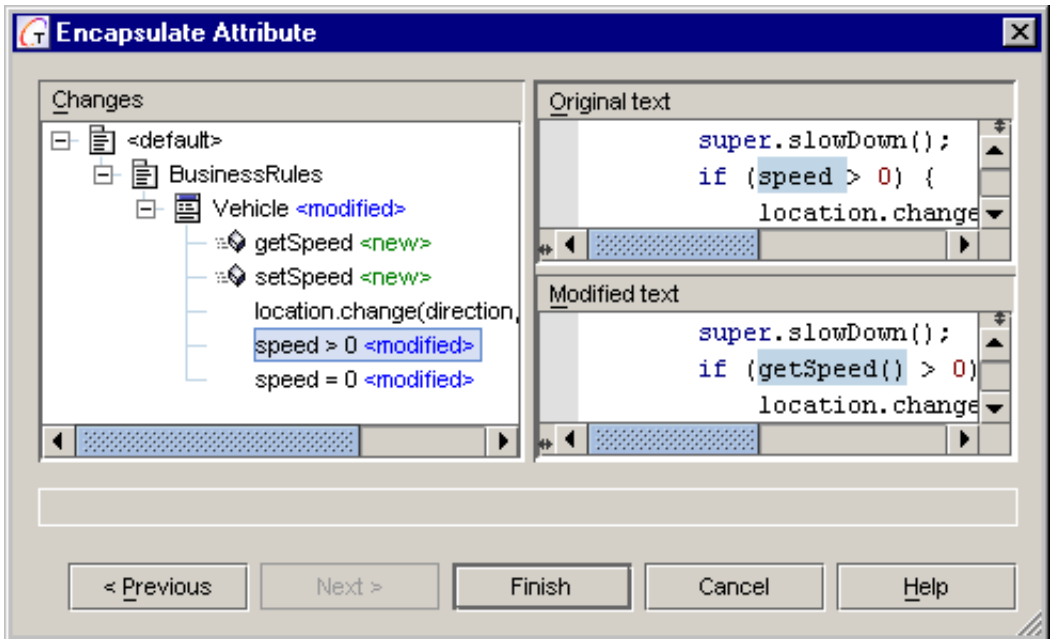 Encapsulate Attribute
Changes
<default>
BusinessRules
Vehicle <modified>
getSpeed <new>
setSpeed <new>
location.change(direction,
speed > 0 <modified>
speed = 0 <modified>
Original text
super.slowDown();
if (speed > 0) {
location.change
Modified text
super.slowDown();
if (getSpeed() > 0)
location.change
< Previous
Next >
Finish
Cancel
Help